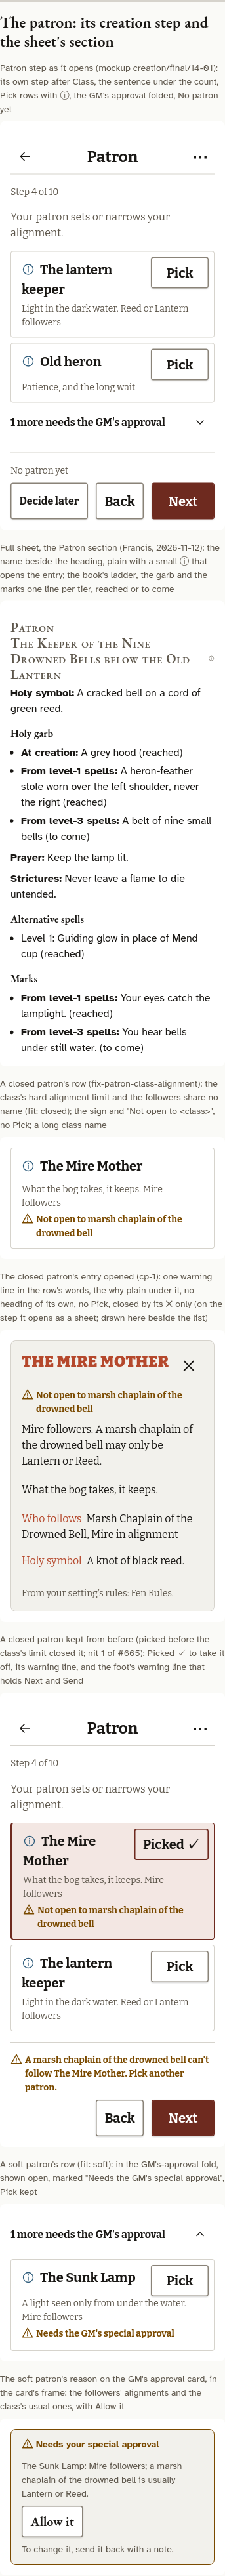 The patron: its creation step and
the sheet's section
Patron step as it opens (mockup creation/final/14-01):
its own step after Class, the sentence under the count,
Pick rows with ⓘ, the GM's approval folded, No patron
yet
Patron
Step 4 of 10
Your patron sets or narrows your
alignment.
The lantern
keeper
Pick
Light in the dark water. Reed or Lantern
followers
Old heron
Pick
Patience, and the long wait
1 more needs the GM's approval
No patron yet
Decide later
Back
Next
Full sheet, the Patron section (Francis, 2026-11-12): the
name beside the heading, plain with a small ⓘ that
opens the entry; the book's ladder, the garb and the
marks one line per tier, reached or to come
Patron
The Keeper of the Nine
Drowned Bells below the Old
Lantern
Holy symbol: A cracked bell on a cord of
green reed.
Holy garb
• At creation: A grey hood (reached)
• From level-1 spells: A heron-feather
stole worn over the left shoulder, never
the right (reached)
• From level-3 spells: A belt of nine small
bells (to come)
Prayer: Keep the lamp lit.
Strictures: Never leave a flame to die
untended.
Alternative spells
• Level 1: Guiding glow in place of Mend
cup (reached)
Marks
• From level-1 spells: Your eyes catch the
lamplight. (reached)
• From level-3 spells: You hear bells
under still water. (to come)
A closed patron's row (fix-patron-class-alignment): the
class's hard alignment limit and the followers share no
name (fit: closed); the sign and "Not open to <class>",
no Pick; a long class name
The Mire Mother
What the bog takes, it keeps. Mire
followers
Not open to marsh chaplain of the
drowned bell
The closed patron's entry opened (cp-1): one warning
line in the row's words, the why plain under it, no
heading of its own, no Pick, closed by its ✕ only (on the
step it opens as a sheet; drawn here beside the list)
THE MIRE MOTHER
Not open to marsh chaplain of the
drowned bell
Mire followers. A marsh chaplain of
the drowned bell may only be
Lantern or Reed.
What the bog takes, it keeps.
Who follows Marsh Chaplain of the
Drowned Bell, Mire in alignment
Holy symbol A knot of black reed.
From your setting's rules: Fen Rules.
A closed patron kept from before (picked before the
class's limit closed it; nit 1 of #665): Picked ✓ to take it
off, its warning line, and the foot's warning line that
holds Next and Send
Patron
Step 4 of 10
Your patron sets or narrows your
alignment.
The Mire
Mother
Picked ✓
What the bog takes, it keeps. Mire
followers
Not open to marsh chaplain of the
drowned bell
The lantern
keeper
Pick
Light in the dark water. Reed or Lantern
followers
A marsh chaplain of the drowned bell can't
follow The Mire Mother. Pick another
patron.
Back
Next
A soft patron's row (fit: soft): in the GM's-approval fold,
shown open, marked "Needs the GM's special approval",
Pick kept
1 more needs the GM's approval
The Sunk Lamp
Pick
A light seen only from under the water.
Mire followers
Needs the GM's special approval
The soft patron's reason on the GM's approval card, in
the card's frame: the followers' alignments and the
class's usual ones, with Allow it
Needs your special approval
The Sunk Lamp: Mire followers; a marsh
chaplain of the drowned bell is usually
Lantern or Reed.
Allow it
To change it, send it back with a note.